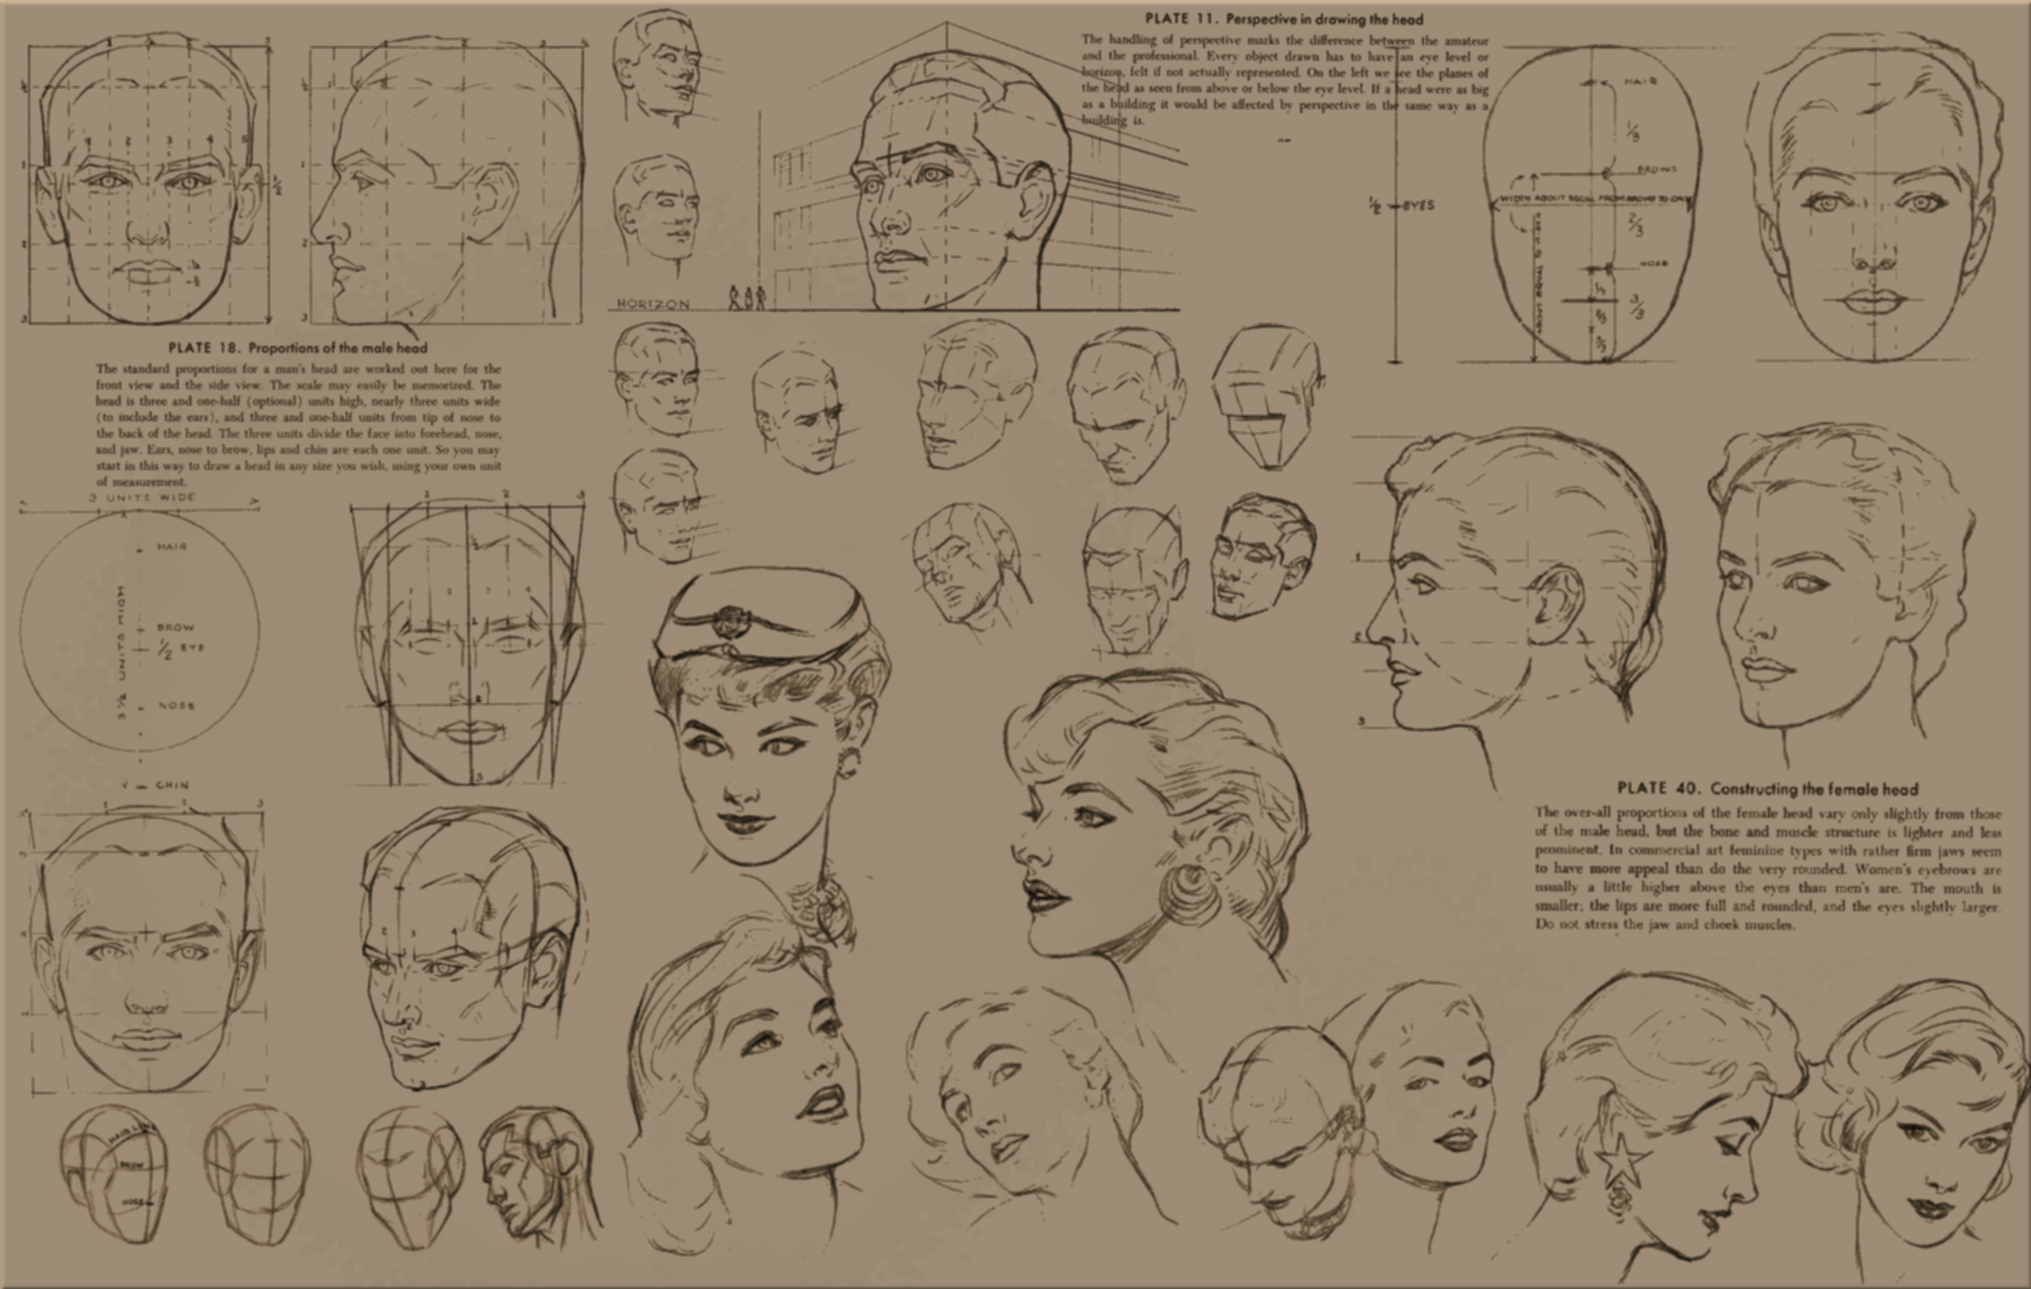 PLATE 11. Perspective in drawing the head
The handling of perspective marks the difference between the amateur
and the professional. Every object drawn has to have an eye level or
horizon, felt if not actually represented. On the left we see the planes of
the head as seen from above or below the eye level. If a head were as big
as a building it would be affected by perspective in the same way as a
building is.
HORIZON
PLATE 18. Proportions of the male head
The standard proportions for a man's head are worked out here for the
front view and the side view. The scale may easily be memorized. The
head is three and one-half (optional) units high, nearly three units wide
(to include the ears), and three and one-half units from tip of nose to
the back of the head. The three units divide the face into forehead, nose,
and jaw. Ears, nose to brow, lips and chin are each one unit. So you may
start in this way to draw a head in any size you wish, using your own unit
of measurement.
3 UNITS WIDE
HAIR
3 ½ UNITS HIGH
BROW
½ EYE
NOSE
CHIN
HAIR LINE
BROW
NOSE
HAIR
⅓
BROWS
½ EYES
WIDTH ABOUT EQUAL FROM BROWS TO CHIN
⅔
NOSE
⅓
3/3
PLATE 40. Constructing the female head
The over-all proportions of the female head vary only slightly from those
of the male head, but the bone and muscle structure is lighter and less
prominent. In commercial art feminine types with rather firm jaws seem
to have more appeal than do the very rounded. Women's eyebrows are
usually a little higher above the eyes than men's are. The mouth is
smaller; the lips are more full and rounded, and the eyes slightly larger.
Do not stress the jaw and cheek muscles.